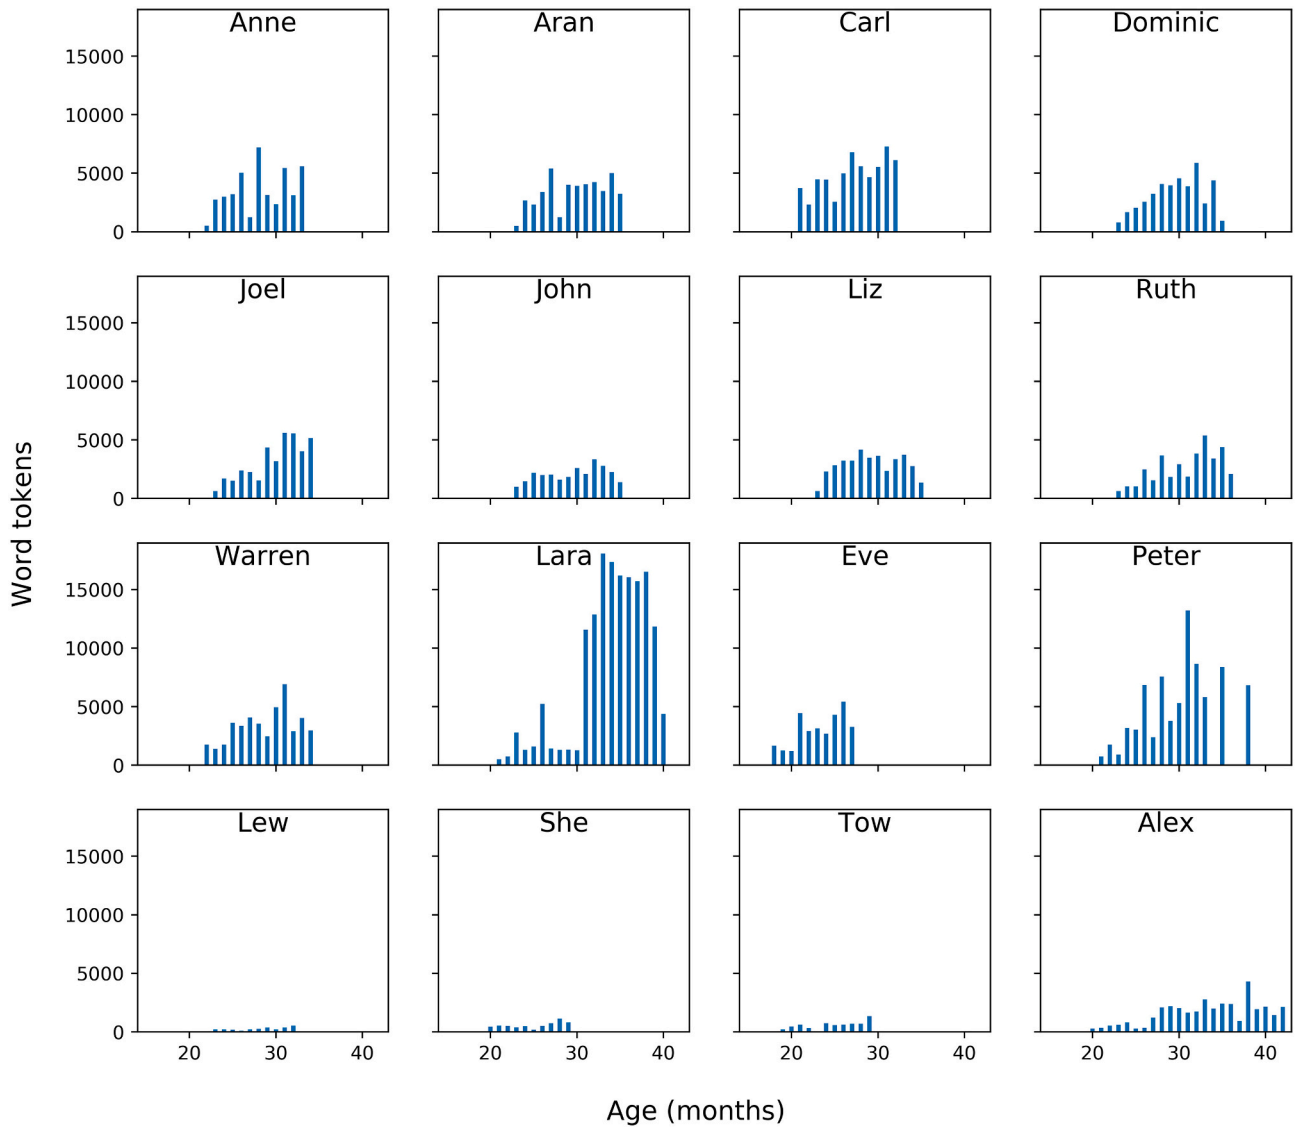 Anne
Aran
Carl
Dominic
15000
10000
5000
0
Joel
John
Liz
Ruth
15000
10000
5000
0
Word tokens
Warren
Lara
Eve
Peter
15000
10000
5000
0
Lew
She
Tow
Alex
15000
10000
5000
0
20 30 40
20 30 40
20 30 40
20 30 40
Age (months)